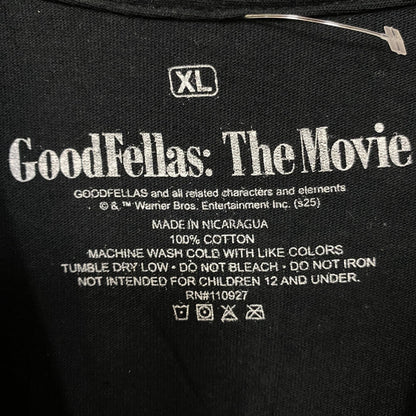 XL
GoodFellas: The Movie
GOODFELLAS and all related characters and elements
© & ™ Warner Bros. Entertainment Inc. (s25)
MADE IN NICARAGUA
100% COTTON
MACHINE WASH COLD WITH LIKE COLORS
TUMBLE DRY LOW • DO NOT BLEACH • DO NOT IRON
NOT INTENDED FOR CHILDREN 12 AND UNDER.
RN#110927